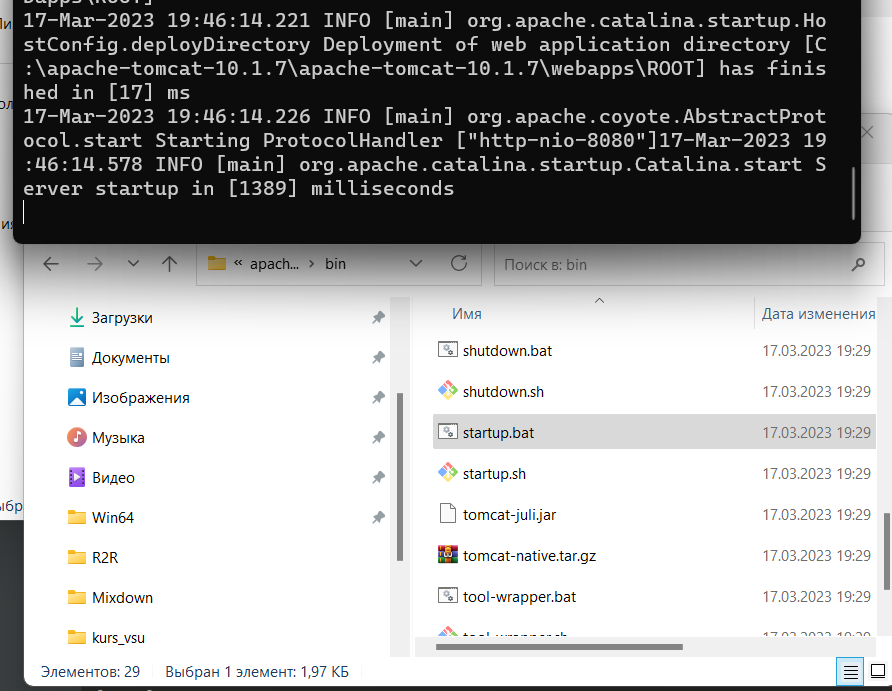 17-Mar-2023 19:46:14.221 INFO [main] org.apache.catalina.startup.Ho
stConfig.deployDirectory Deployment of web application directory [C
:\apache-tomcat-10.1.7\apache-tomcat-10.1.7\webapps\ROOT] has finis
hed in [17] ms
17-Mar-2023 19:46:14.226 INFO [main] org.apache.coyote.AbstractProt
ocol.start Starting ProtocolHandler ["http-nio-8080"]17-Mar-2023 19
:46:14.578 INFO [main] org.apache.catalina.startup.Catalina.start S
erver startup in [1389] milliseconds
« apach... › bin
Поиск в: bin
Загрузки
Документы
Изображения
Музыка
Видео
Win64
R2R
Mixdown
kurs_vsu
Имя Дата изменения
shutdown.bat 17.03.2023 19:29
shutdown.sh 17.03.2023 19:29
startup.bat 17.03.2023 19:29
startup.sh 17.03.2023 19:29
tomcat-juli.jar 17.03.2023 19:29
tomcat-native.tar.gz 17.03.2023 19:29
tool-wrapper.bat 17.03.2023 19:29
tool-wrapper.sh 17.03.2023 19:29
Элементов: 29 Выбран 1 элемент: 1,97 КБ